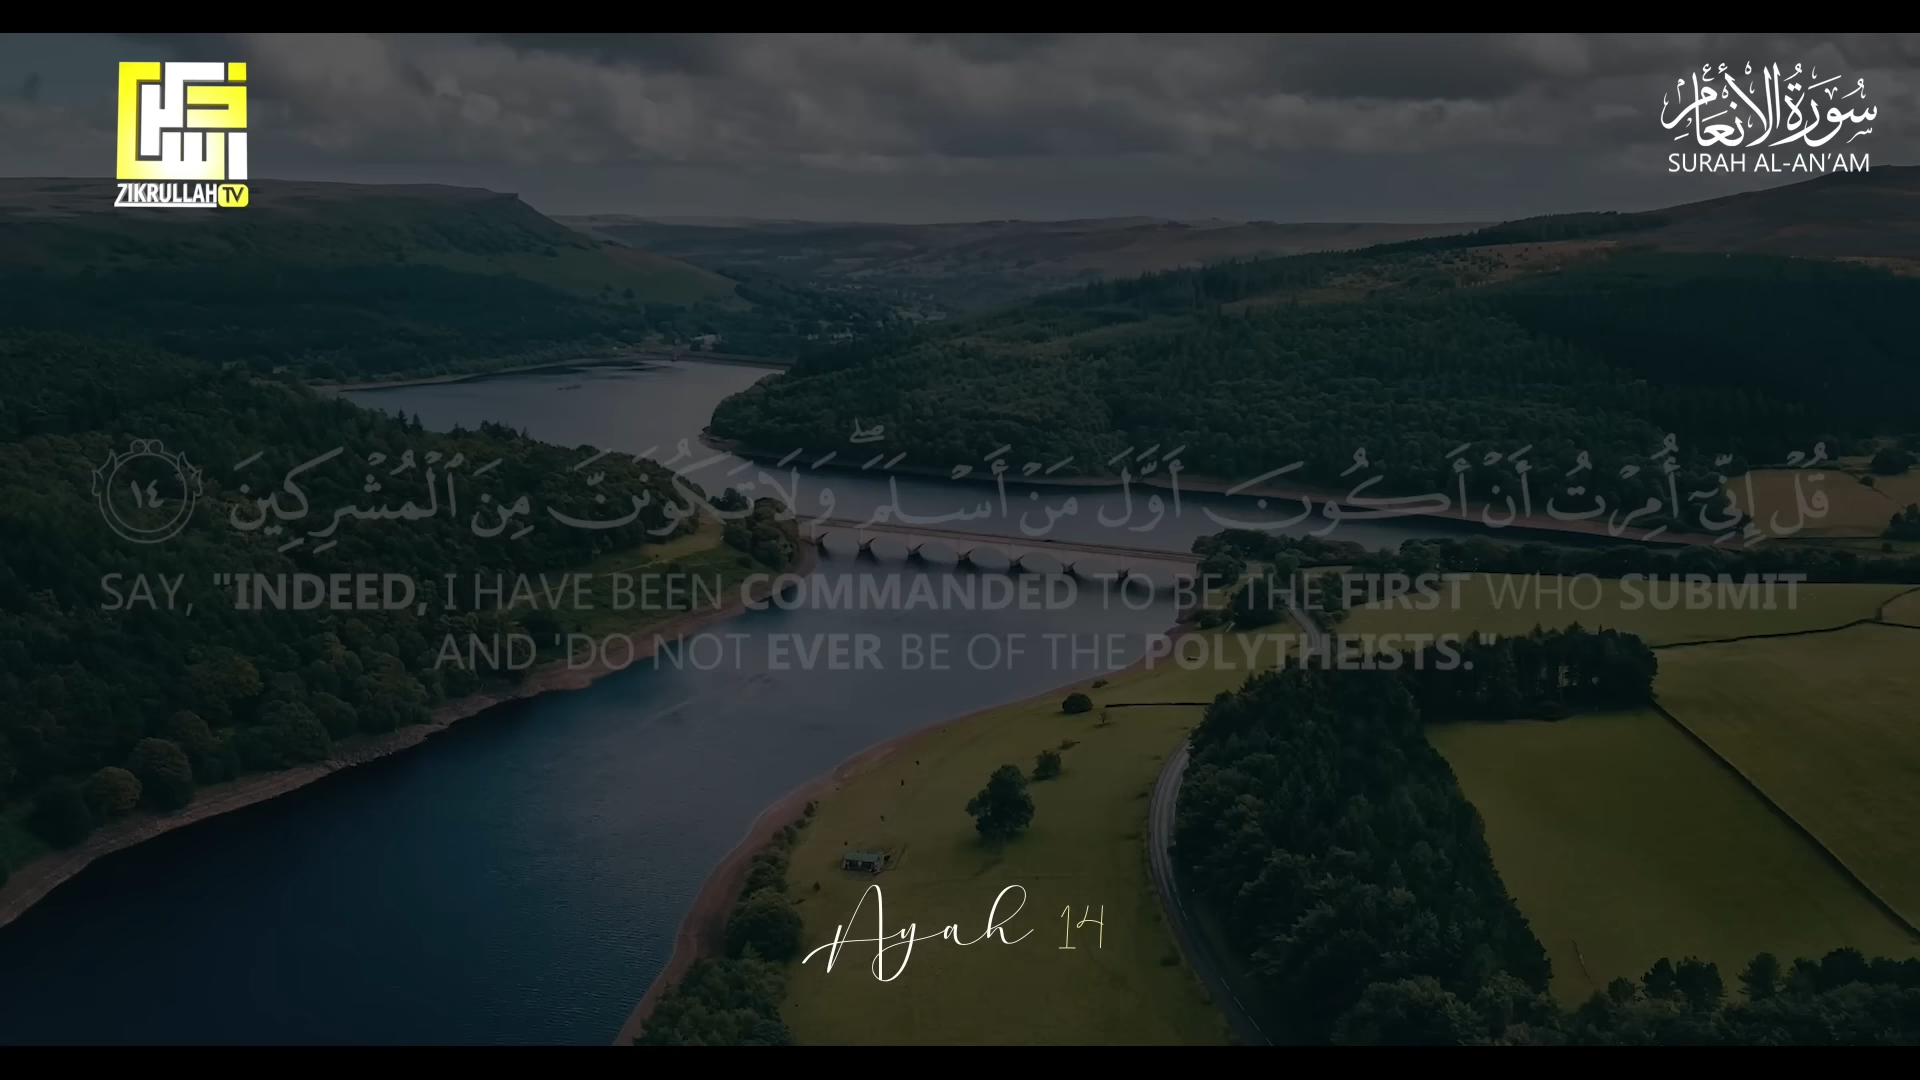 ZIKRULLAH TV
سُورَةُ الأَنْعَامِ
SURAH AL-AN'AM
قُلْ إِنِّىٓ أُمِرْتُ أَنْ أَكُونَ أَوَّلَ مَنْ أَسْلَمَ ۖ وَلَا تَكُونَنَّ مِنَ ٱلْمُشْرِكِينَ ١٤
SAY, "INDEED, I HAVE BEEN COMMANDED TO BE THE FIRST WHO SUBMIT
AND 'DO NOT EVER BE OF THE POLYTHEISTS."
Ayah 14